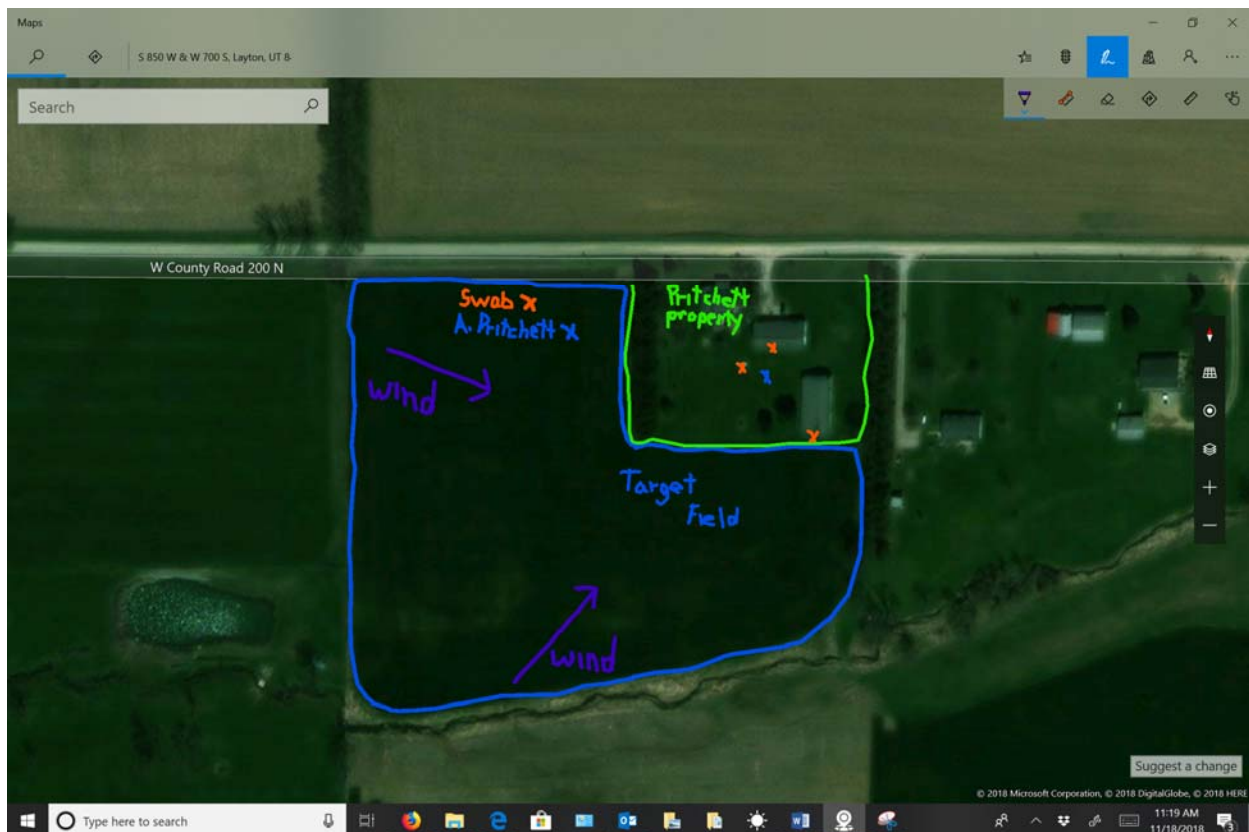 Maps
S 850 W & W 700 S, Layton, UT 8
Search
W County Road 200 N
Swab x
A. Pritchett x
Pritchett
property
x
x
x
x
wind
Target
Field
wind
Suggest a change
© 2018 Microsoft Corporation, © 2018 DigitalGlobe, © 2018 HERE
Type here to search
11:19 AM
11/18/2018
3